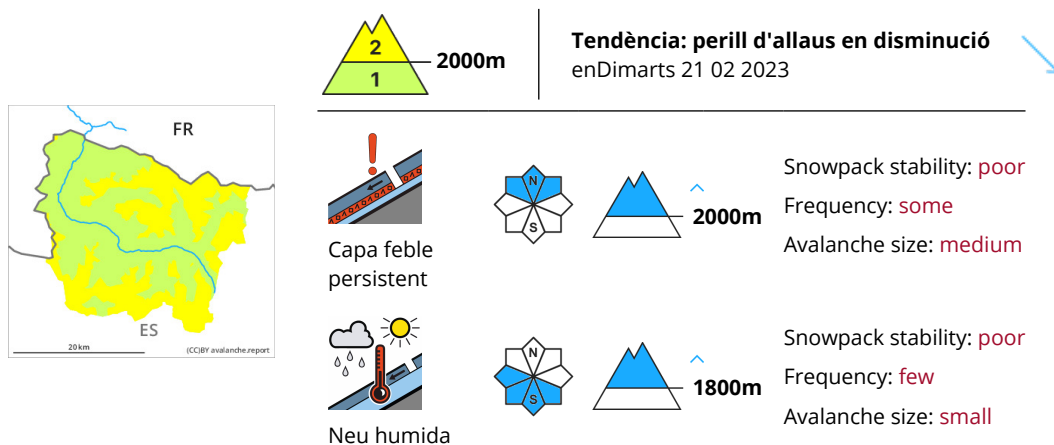 2
1
2000m
Tendència: perill d'allaus en disminució
enDimarts 21 02 2023
FR
ES
20 km
(CC)BY avalanche.report
Capa feble
persistent
N
S
2000m
Snowpack stability: poor
Frequency: some
Avalanche size: medium
Neu humida
N
S
1800m
Snowpack stability: poor
Frequency: few
Avalanche size: small